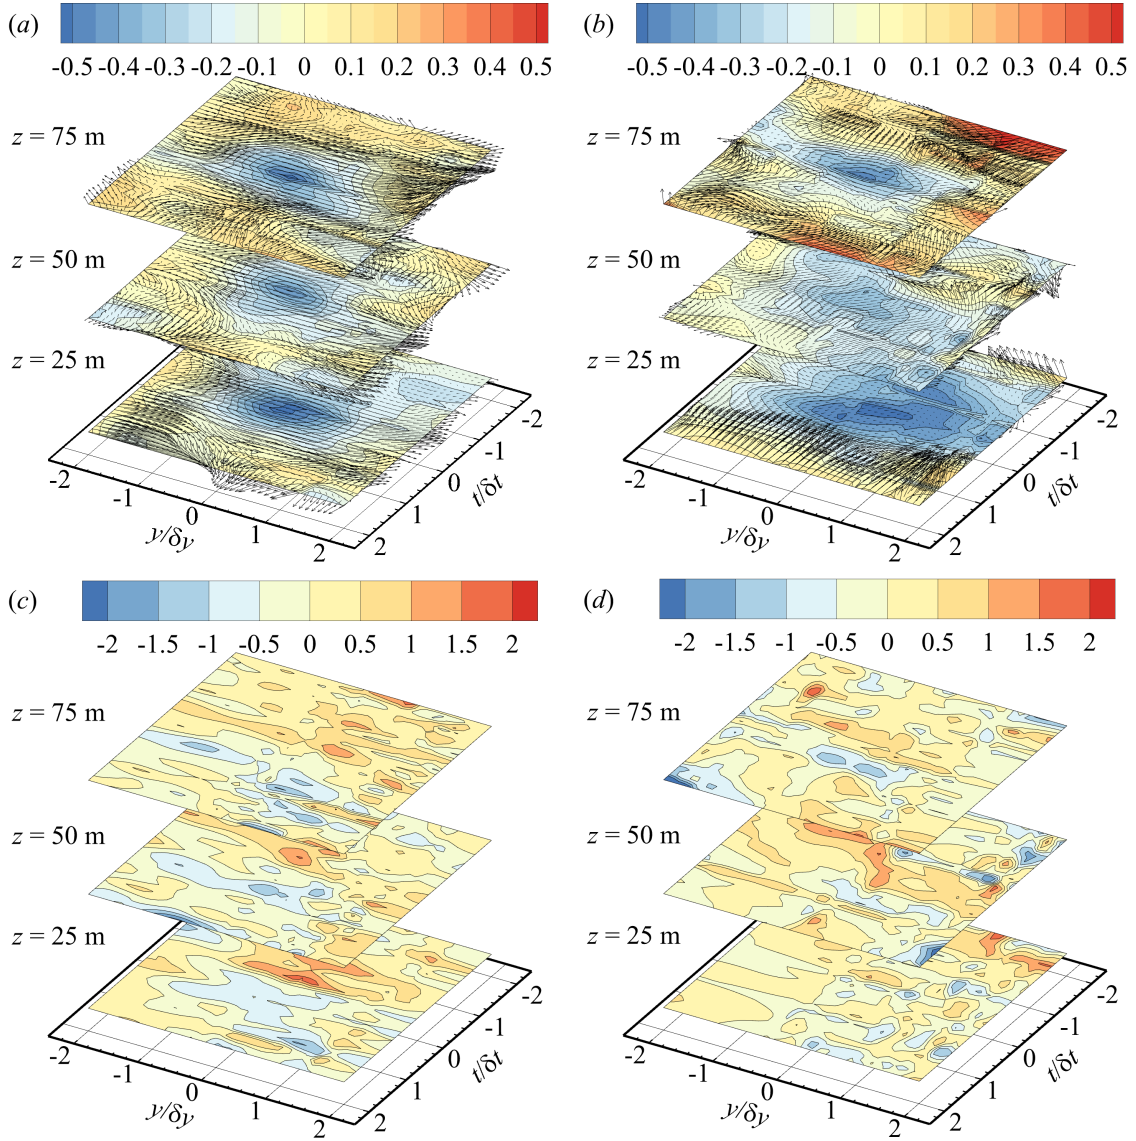 (a)
-0.5 -0.4 -0.3 -0.2 -0.1 0 0.1 0.2 0.3 0.4 0.5
z = 75 m
z = 50 m
z = 25 m
-2 -1 0 1 2
y/δy
-2 -1 0 1 2
t/δt
(b)
-0.5 -0.4 -0.3 -0.2 -0.1 0 0.1 0.2 0.3 0.4 0.5
z = 75 m
z = 50 m
z = 25 m
-2 -1 0 1 2
y/δy
-2 -1 0 1 2
t/δt
(c)
-2 -1.5 -1 -0.5 0 0.5 1 1.5 2
z = 75 m
z = 50 m
z = 25 m
-2 -1 0 1 2
y/δy
-2 -1 0 1 2
t/δt
(d)
-2 -1.5 -1 -0.5 0 0.5 1 1.5 2
z = 75 m
z = 50 m
z = 25 m
-2 -1 0 1 2
y/δy
-2 -1 0 1 2
t/δt